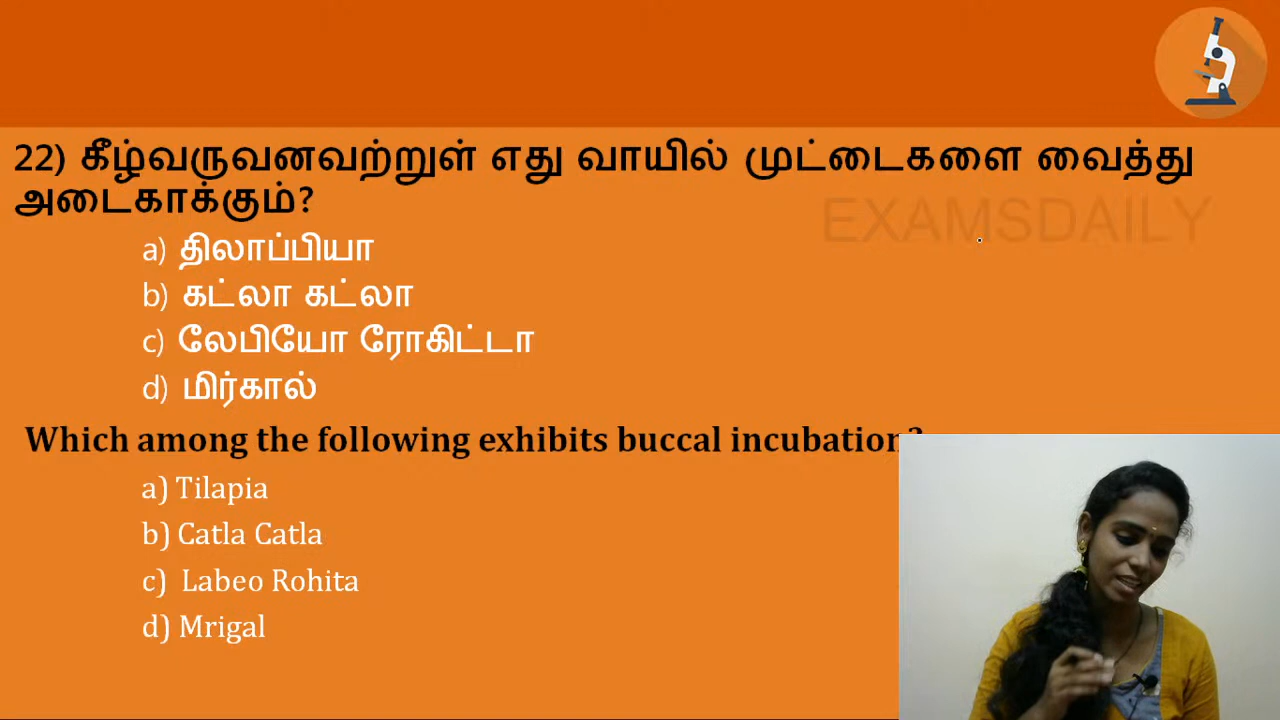 22) கீழ்வருவனவற்றுள் எது வாயில் முட்டைகளை வைத்து
அடைகாக்கும்?
EXAMSDAILY
a) திலாப்பியா
b) கட்லா கட்லா
c) லேபியோ ரோகிட்டா
d) மிர்கால்
Which among the following exhibits buccal incubation?
a) Tilapia
b) Catla Catla
c) Labeo Rohita
d) Mrigal